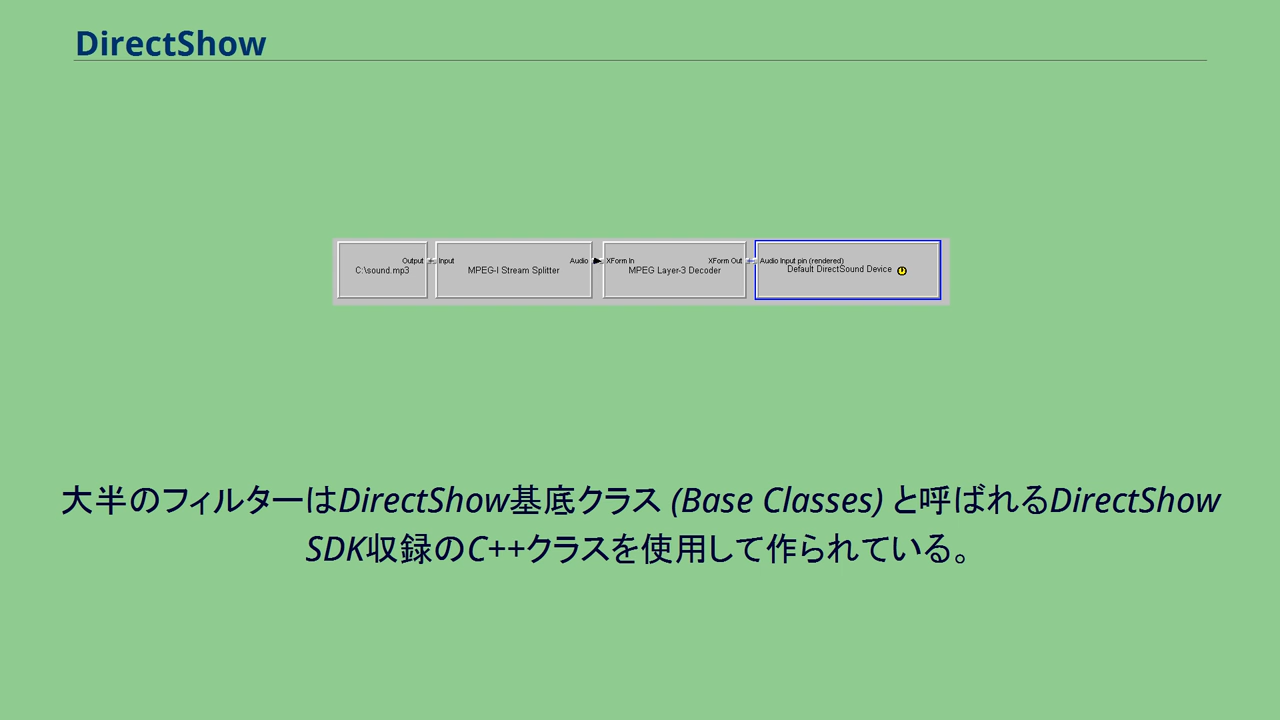 DirectShow
Output Input Audio XForm In XForm Out Audio Input pin (rendered)
C:\sound.mp3 MPEG-I Stream Splitter MPEG Layer-3 Decoder Default DirectSound Device
大半のフィルターはDirectShow基底クラス (Base Classes) と呼ばれるDirectShow
SDK収録のC++クラスを使用して作られている。